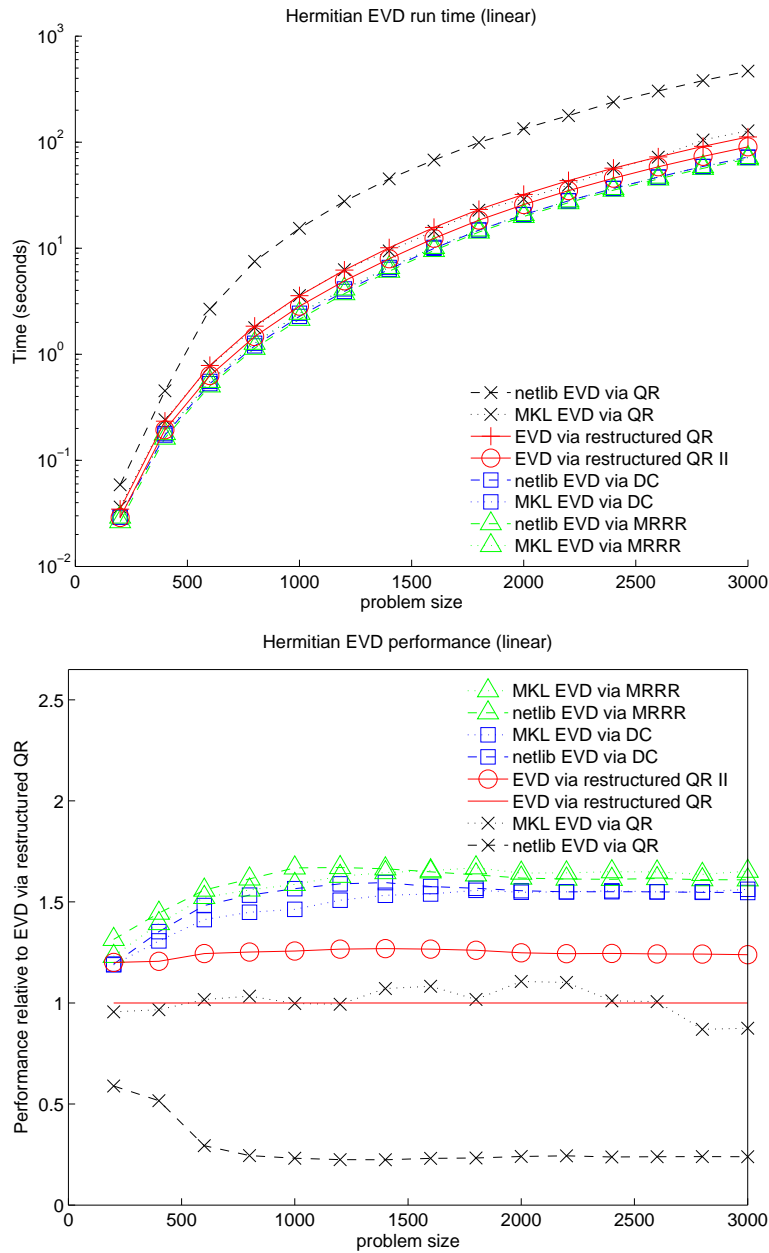 Hermitian EVD run time (linear)
10^3
10^2
10^1
10^0
10^−1
10^−2
Time (seconds)
netlib EVD via QR
MKL EVD via QR
EVD via restructured QR
EVD via restructured QR II
netlib EVD via DC
MKL EVD via DC
netlib EVD via MRRR
MKL EVD via MRRR
0 500 1000 1500 2000 2500 3000
problem size
Hermitian EVD performance (linear)
2.5
2
1.5
1
0.5
0
Performance relative to EVD via restructured QR
MKL EVD via MRRR
netlib EVD via MRRR
MKL EVD via DC
netlib EVD via DC
EVD via restructured QR II
EVD via restructured QR
MKL EVD via QR
netlib EVD via QR
0 500 1000 1500 2000 2500 3000
problem size